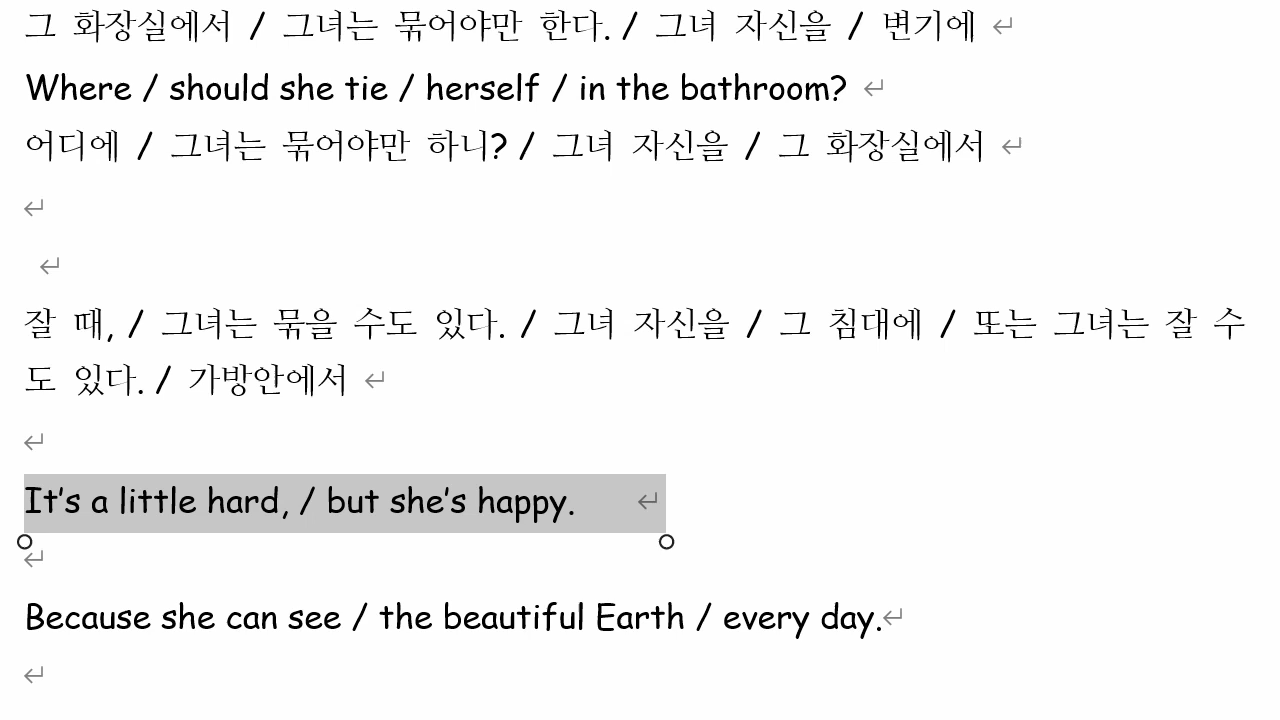 그 화장실에서 / 그녀는 묶어야만 한다. / 그녀 자신을 / 변기에
Where / should she tie / herself / in the bathroom?
어디에 / 그녀는 묶어야만 하니? / 그녀 자신을 / 그 화장실에서
잘 때, / 그녀는 묶을 수도 있다. / 그녀 자신을 / 그 침대에 / 또는 그녀는 잘 수
도 있다. / 가방안에서
It’s a little hard, / but she’s happy.
Because she can see / the beautiful Earth / every day.